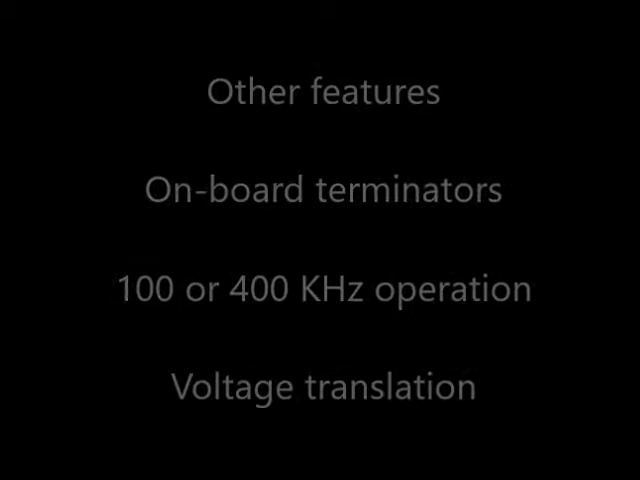 Other features
On-board terminators
100 or 400 KHz operation
Voltage translation